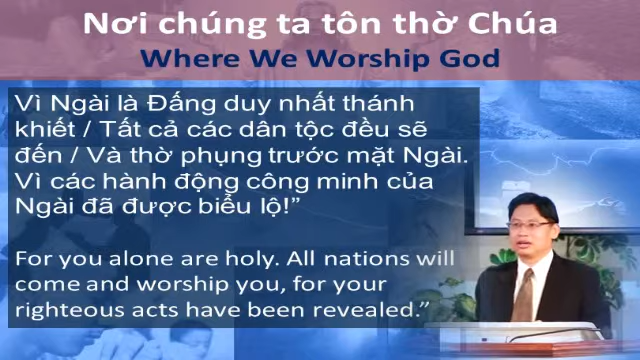 Nơi chúng ta tôn thờ Chúa
Where We Worship God
Vì Ngài là Đấng duy nhất thánh
khiết / Tất cả các dân tộc đều sẽ
đến / Và thờ phụng trước mặt Ngài.
Vì các hành động công minh của
Ngài đã được biểu lộ!”
For you alone are holy. All nations will
come and worship you, for your
righteous acts have been revealed.”